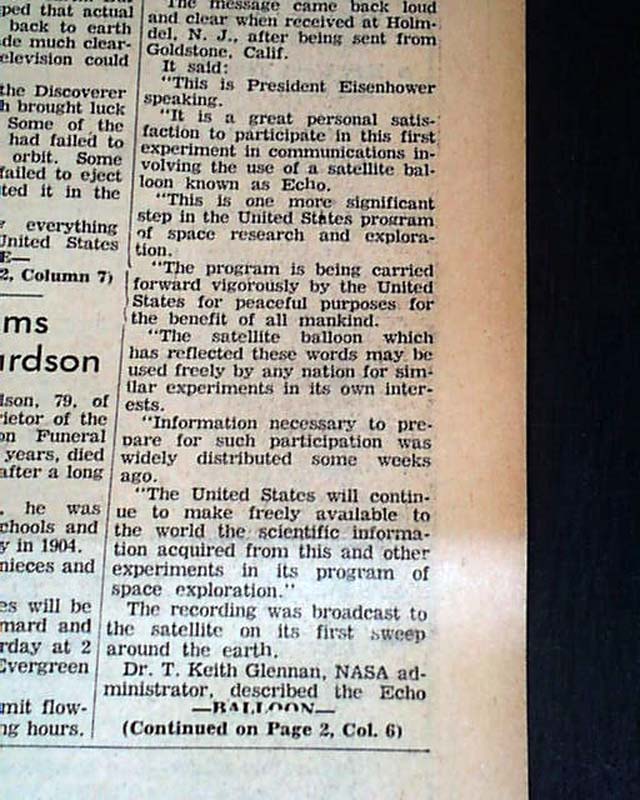 ped that actual
back to earth
de much clear-
elevision could
the Discoverer
h brought luck
Some of the
had failed to
orbit. Some
failed to eject
ted it in the
everything
United States
E—
2, Column 7)
ms
ardson
lson, 79, of
rietor of the
on Funeral
years, died
after a long
. he was
chools and
y in 1904.
nieces and
es will be
mard and
rday at 2
Evergreen
mit flow-
ng hours.
The message came back loud
and clear when received at Holm-
del, N. J., after being sent from
Goldstone, Calif.
It said:
"This is President Eisenhower
speaking.
"It is a great personal satis-
faction to participate in this first
experiment in communications in-
volving the use of a satellite bal-
loon known as Echo.
"This is one more significant
step in the United States program
of space research and explora-
tion.
"The program is being carried
forward vigorously by the United
States for peaceful purposes for
the benefit of all mankind.
"The satellite balloon which
has reflected these words may be
used freely by any nation for sim-
ilar experiments in its own inter-
ests.
"Information necessary to pre-
pare for such participation was
widely distributed some weeks
ago.
"The United States will contin-
ue to make freely available to
the world the scientific informa-
tion acquired from this and other
experiments in its program of
space exploration."
The recording was broadcast to
the satellite on its first sweep
around the earth.
Dr. T. Keith Glennan, NASA ad-
ministrator, described the Echo
—BALLOON—
(Continued on Page 2, Col. 6)